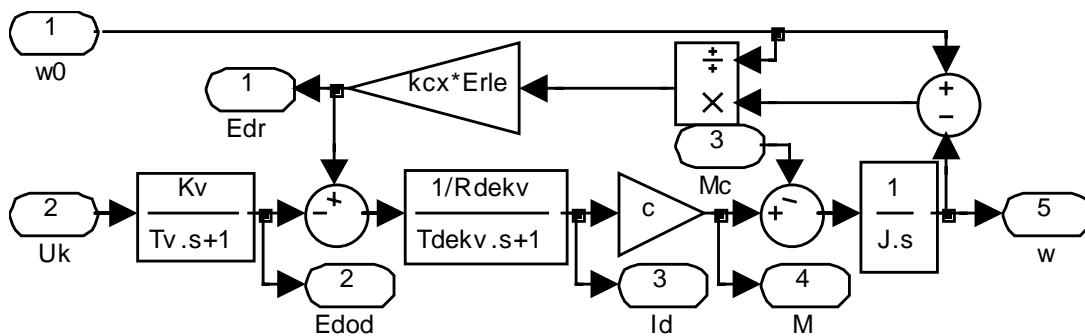 1
w0
1
Edr
kcx*Erle
÷
×
+
−
3
Mc
2
Uk
Kv
Tv.s+1
+
−
1/Rdekv
Tdekv.s+1
c
+
−
1
J.s
5
w
2
Edod
3
Id
4
M